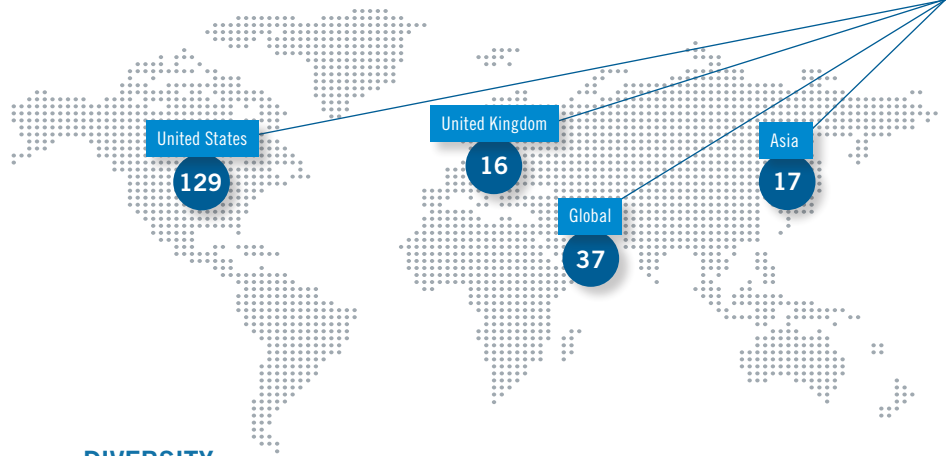 United States
129
United Kingdom
16
Asia
17
Global
37
DIVERSITY